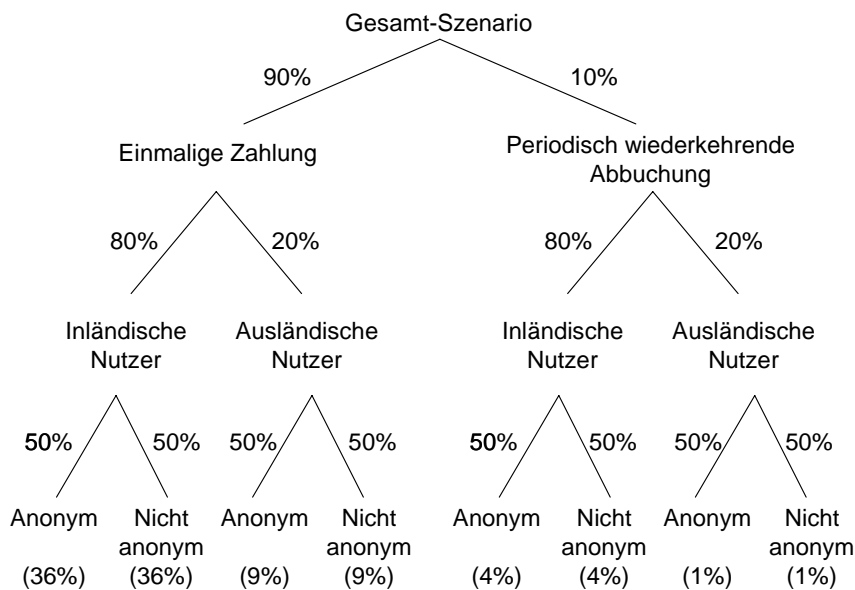 Gesamt-Szenario
90% 10%
Einmalige Zahlung
Periodisch wiederkehrende
Abbuchung
80% 20% 80% 20%
Inländische
Nutzer
Ausländische
Nutzer
Inländische
Nutzer
Ausländische
Nutzer
50% 50% 50% 50% 50% 50% 50% 50%
Anonym
(36%)
Nicht
anonym
(36%)
Anonym
(9%)
Nicht
anonym
(9%)
Anonym
(4%)
Nicht
anonym
(4%)
Anonym
(1%)
Nicht
anonym
(1%)